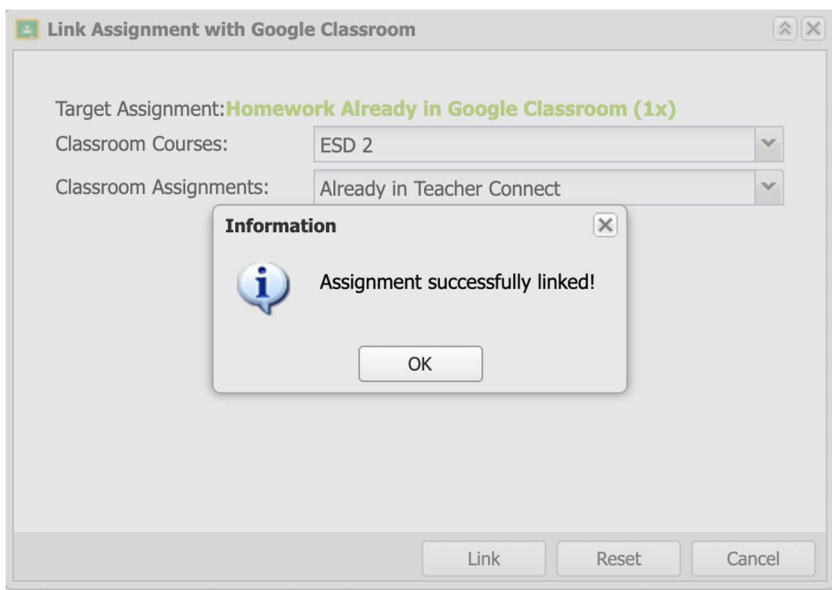 Link Assignment with Google Classroom
Target Assignment:Homework Already in Google Classroom (1x)
Classroom Courses: ESD 2
Classroom Assignments: Already in Teacher Connect
Information
Assignment successfully linked!
OK
Link Reset Cancel